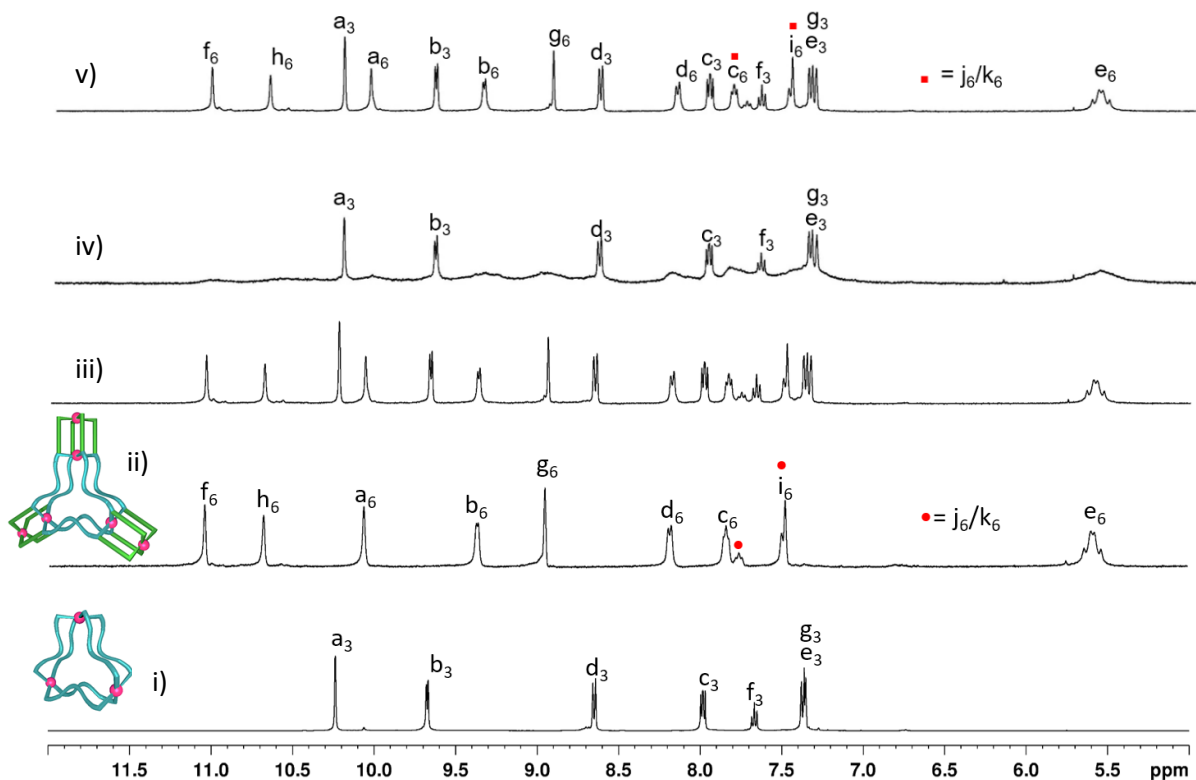 v)
f₆
h₆
a₃
a₆
b₃
b₆
g₆
d₃
d₆
c₃
c₆
f₃
i₆
g₃
e₃
e₆
= j₆/k₆
iv)
a₃
b₃
d₃
c₃
f₃
g₃
e₃
iii)
ii)
f₆
h₆
a₆
b₆
g₆
d₆
c₆
i₆
= j₆/k₆
e₆
i)
a₃
b₃
d₃
c₃
f₃
g₃
e₃
11.5 11.0 10.5 10.0 9.5 9.0 8.5 8.0 7.5 7.0 6.5 6.0 5.5 ppm